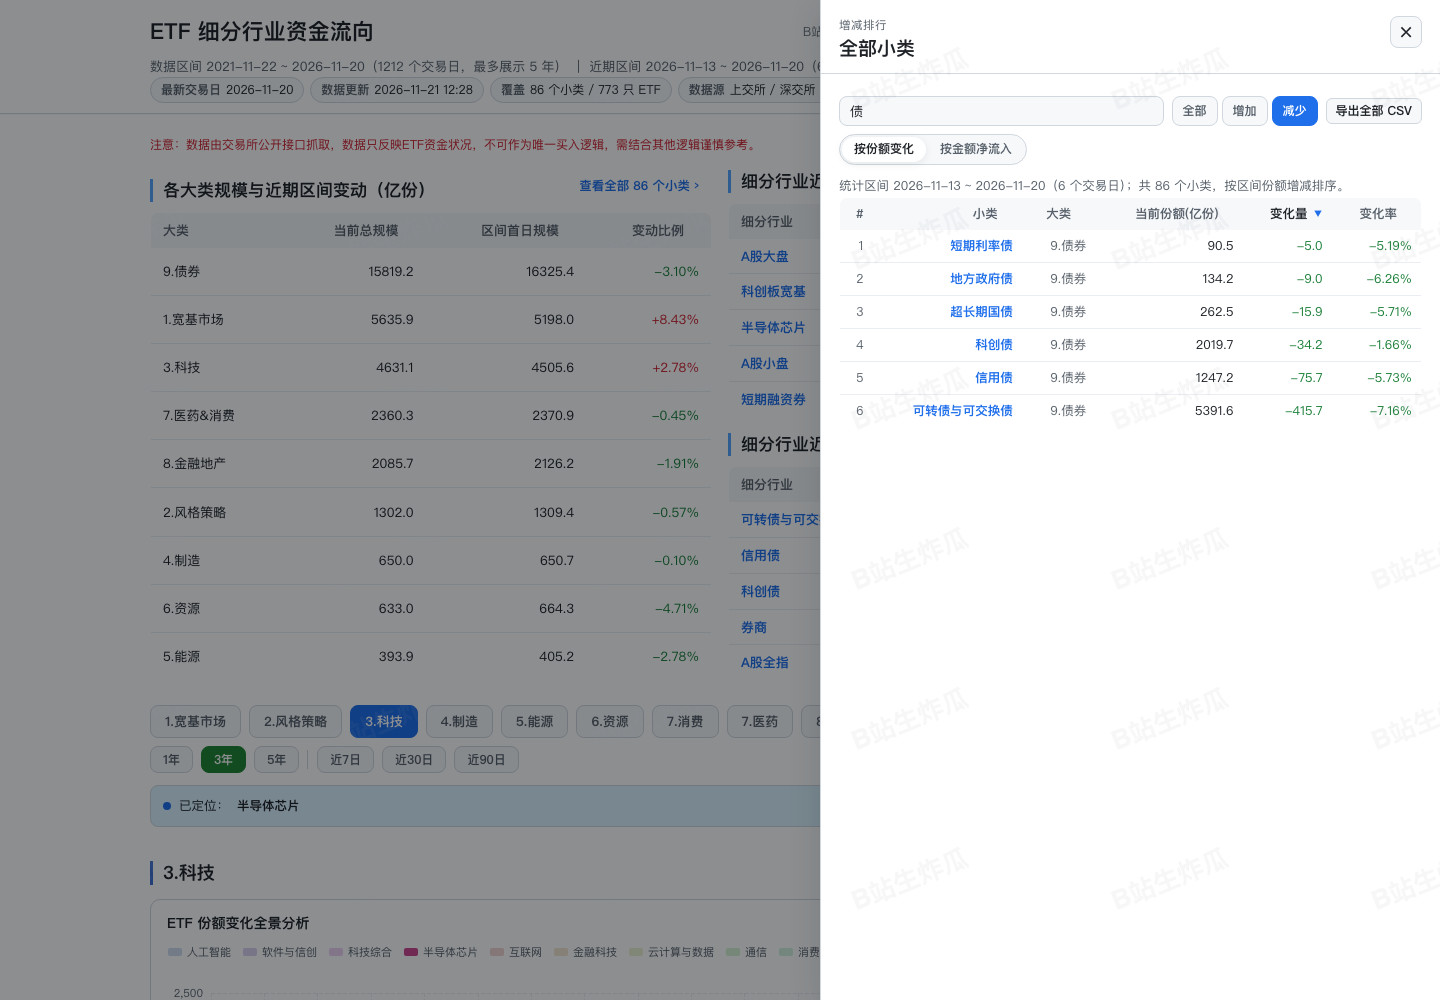 ETF 细分行业资金流向
B站
数据区间 2021-11-22 ~ 2026-11-20（1212 个交易日，最多展示 5 年） | 近期区间 2026-11-13 ~ 2026-11-20（
最新交易日 2026-11-20
数据更新 2026-11-21 12:28
覆盖 86 个小类 / 773 只 ETF
数据源 上交所 / 深交所
注意：数据由交易所公开接口抓取，数据只反映ETF资金状况，不可作为唯一买入逻辑，需结合其他逻辑谨慎参考。
各大类规模与近期区间变动（亿份）
查看全部 86 个小类 ›
大类 当前总规模 区间首日规模 变动比例
9.债券 15819.2 16325.4 -3.10%
1.宽基市场 5635.9 5198.0 +8.43%
3.科技 4631.1 4505.6 +2.78%
7.医药&消费 2360.3 2370.9 -0.45%
8.金融地产 2085.7 2126.2 -1.91%
2.风格策略 1302.0 1309.4 -0.57%
4.制造 650.0 650.7 -0.10%
6.资源 633.0 664.3 -4.71%
5.能源 393.9 405.2 -2.78%
细分行业近
细分行业
A股大盘
科创板宽基
半导体芯片
A股小盘
短期融资券
细分行业近
细分行业
可转债与可交
信用债
科创债
券商
A股全指
1.宽基市场 2.风格策略 3.科技 4.制造 5.能源 6.资源 7.消费 7.医药 8
1年 3年 5年 近7日 近30日 近90日
已定位： 半导体芯片
3.科技
ETF 份额变化全景分析
人工智能 软件与信创 科技综合 半导体芯片 互联网 金融科技 云计算与数据 通信 消费
2,500
增减排行
全部小类
×
债
全部 增加 减少 导出全部 CSV
按份额变化 按金额净流入
统计区间 2026-11-13 ~ 2026-11-20（6 个交易日）；共 86 个小类，按区间份额增减排序。
# 小类 大类 当前份额(亿份) 变化量 ▼ 变化率
1 短期利率债 9.债券 90.5 -5.0 -5.19%
2 地方政府债 9.债券 134.2 -9.0 -6.26%
3 超长期国债 9.债券 262.5 -15.9 -5.71%
4 科创债 9.债券 2019.7 -34.2 -1.66%
5 信用债 9.债券 1247.2 -75.7 -5.73%
6 可转债与可交换债 9.债券 5391.6 -415.7 -7.16%
B站生炸瓜